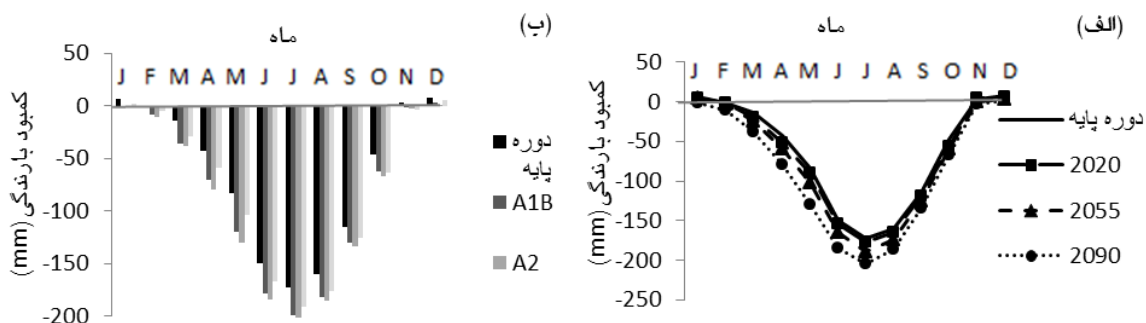 (الف)
ماه
J F M A M J J A S O N D
50
0
-50
-100
-150
-200
-250
کمبود بارندگی (mm)
دوره پایه
2020
2055
2090
(ب)
ماه
J F M A M J J A S O N D
50
0
-50
-100
-150
-200
کمبود بارندگی (mm)
دوره
پایه
A1B
A2